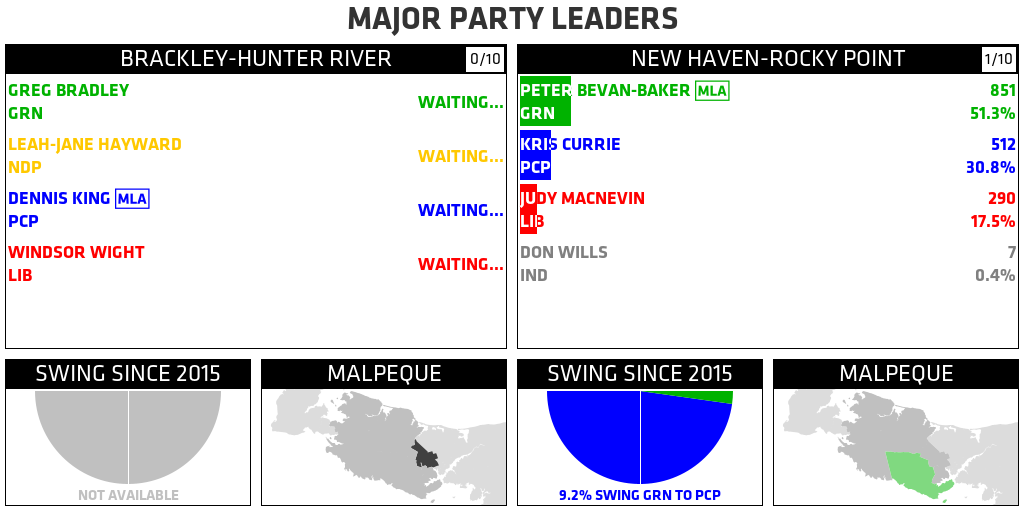 MAJOR PARTY LEADERS
BRACKLEY-HUNTER RIVER 0/10
GREG BRADLEY
GRN
WAITING...
LEAH-JANE HAYWARD
NDP
WAITING...
DENNIS KING MLA
PCP
WAITING...
WINDSOR WIGHT
LIB
WAITING...
NEW HAVEN-ROCKY POINT 1/10
PETER BEVAN-BAKER MLA 851
GRN 51.3%
KRIS CURRIE 512
PCP 30.8%
JUDY MACNEVIN 290
LIB 17.5%
DON WILLS 7
IND 0.4%
SWING SINCE 2015
NOT AVAILABLE
MALPEQUE
SWING SINCE 2015
9.2% SWING GRN TO PCP
MALPEQUE